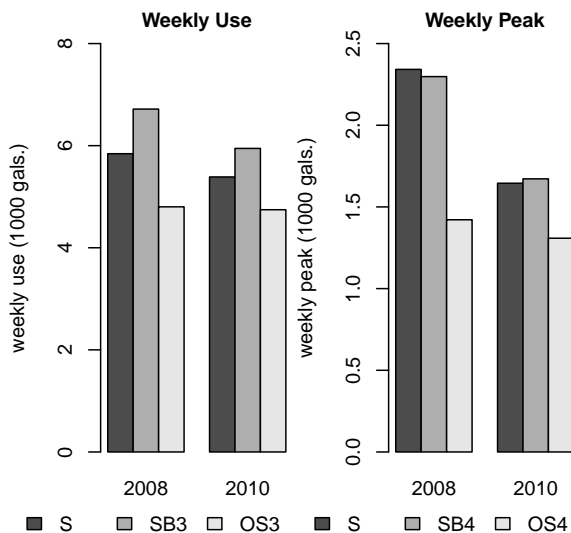 Weekly Use
weekly use (1000 gals.)
8
6
4
2
0
2008 2010
S SB3 OS3
Weekly Peak
weekly peak (1000 gals.)
2.5
2.0
1.5
1.0
0.5
0.0
2008 2010
S SB4 OS4